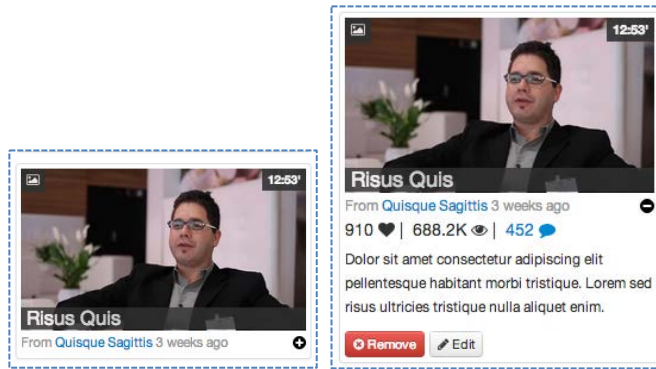 12:53'
Risus Quis
From Quisque Sagittis 3 weeks ago
12:53'
Risus Quis
From Quisque Sagittis 3 weeks ago
910 | 688.2K | 452
Dolor sit amet consectetur adipiscing elit
pellentesque habitant morbi tristique. Lorem sed
risus ultricies tristique nulla aliquet enim.
Remove Edit